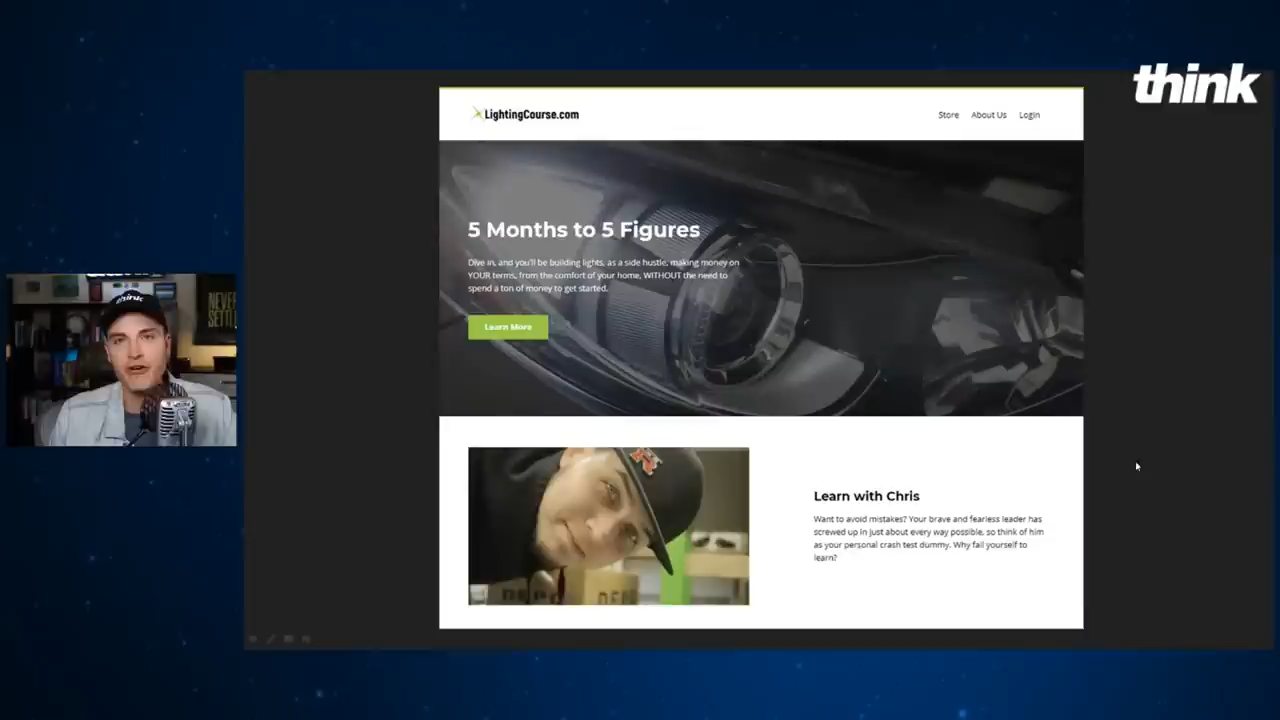 think
LightingCourse.com
Store About Us Login
5 Months to 5 Figures
Dive in, and you'll be building lights, as a side hustle, making money on
YOUR terms, from the comfort of your home, WITHOUT the need to
spend a ton of money to get started.
Learn More
think
NEVER
SETTLE
Learn with Chris
Want to avoid mistakes? Your brave and fearless leader has
screwed up in just about every way possible, so think of him
as your personal crash test dummy. Why fail yourself to
learn?